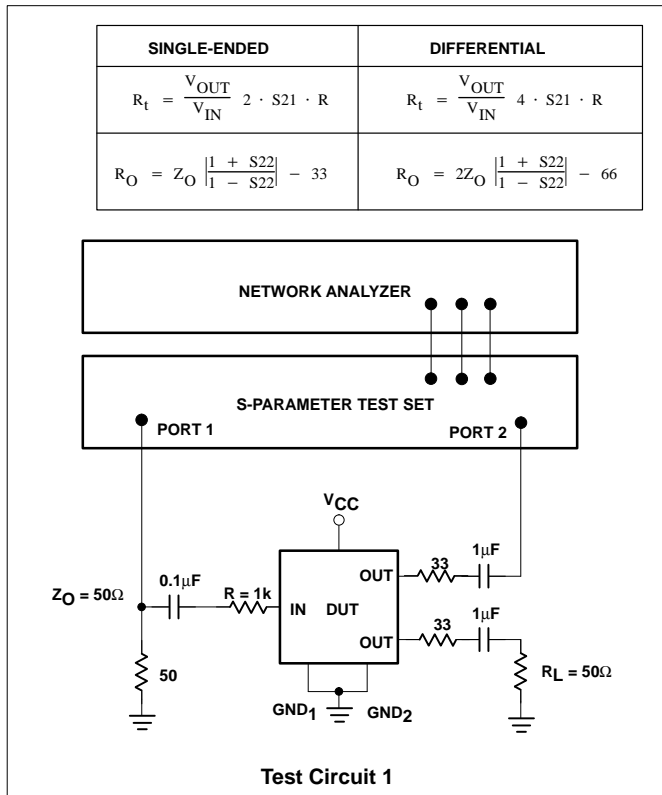 SINGLE-ENDED DIFFERENTIAL
R_t = V_OUT/V_IN 2 · S21 · R R_t = V_OUT/V_IN 4 · S21 · R
R_O = Z_O |1 + S22/1 − S22| − 33 R_O = 2Z_O |1 + S22/1 − S22| − 66
NETWORK ANALYZER
S-PARAMETER TEST SET
PORT 1 PORT 2
V_CC
Z_O = 50Ω 0.1μF R = 1k IN DUT OUT 33 1μF
OUT 33 1μF
50 R_L = 50Ω
GND_1 GND_2
Test Circuit 1